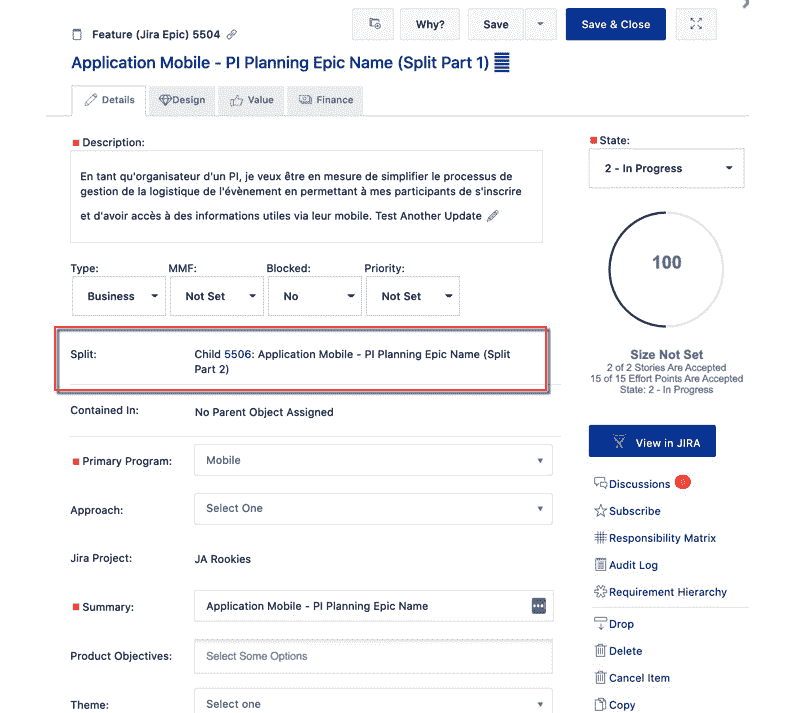 Feature (Jira Epic) 5504
Why?
Save
Save & Close
Application Mobile - PI Planning Epic Name (Split Part 1)
Details
Design
Value
Finance
Description:
En tant qu'organisateur d'un PI, je veux être en mesure de simplifier le processus de
gestion de la logistique de l'évènement en permettant à mes participants de s'inscrire
et d'avoir accès à des informations utiles via leur mobile. Test Another Update
State:
2 - In Progress
100
Size Not Set
2 of 2 Stories Are Accepted
15 of 15 Effort Points Are Accepted
State: 2 - In Progress
Type:
MMF:
Blocked:
Priority:
Business
Not Set
No
Not Set
Split:
Child 5506: Application Mobile - PI Planning Epic Name (Split
Part 2)
Contained In:
No Parent Object Assigned
Primary Program:
Mobile
Approach:
Select One
Jira Project:
JA Rookies
Summary:
Application Mobile - PI Planning Epic Name
Product Objectives:
Select Some Options
Theme:
Select one
View in JIRA
Discussions
Subscribe
Responsibility Matrix
Audit Log
Requirement Hierarchy
Drop
Delete
Cancel Item
Copy